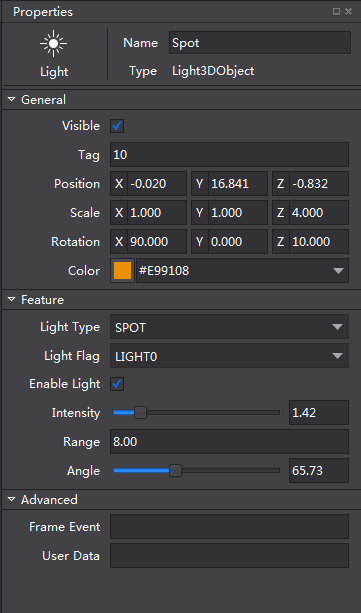 Properties
Name Spot
Light Type Light3DObject
General
Visible
Tag 10
Position X -0.020 Y 16.841 Z -0.832
Scale X 1.000 Y 1.000 Z 4.000
Rotation X 90.000 Y 0.000 Z 10.000
Color #E99108
Feature
Light Type SPOT
Light Flag LIGHT0
Enable Light
Intensity 1.42
Range 8.00
Angle 65.73
Advanced
Frame Event
User Data